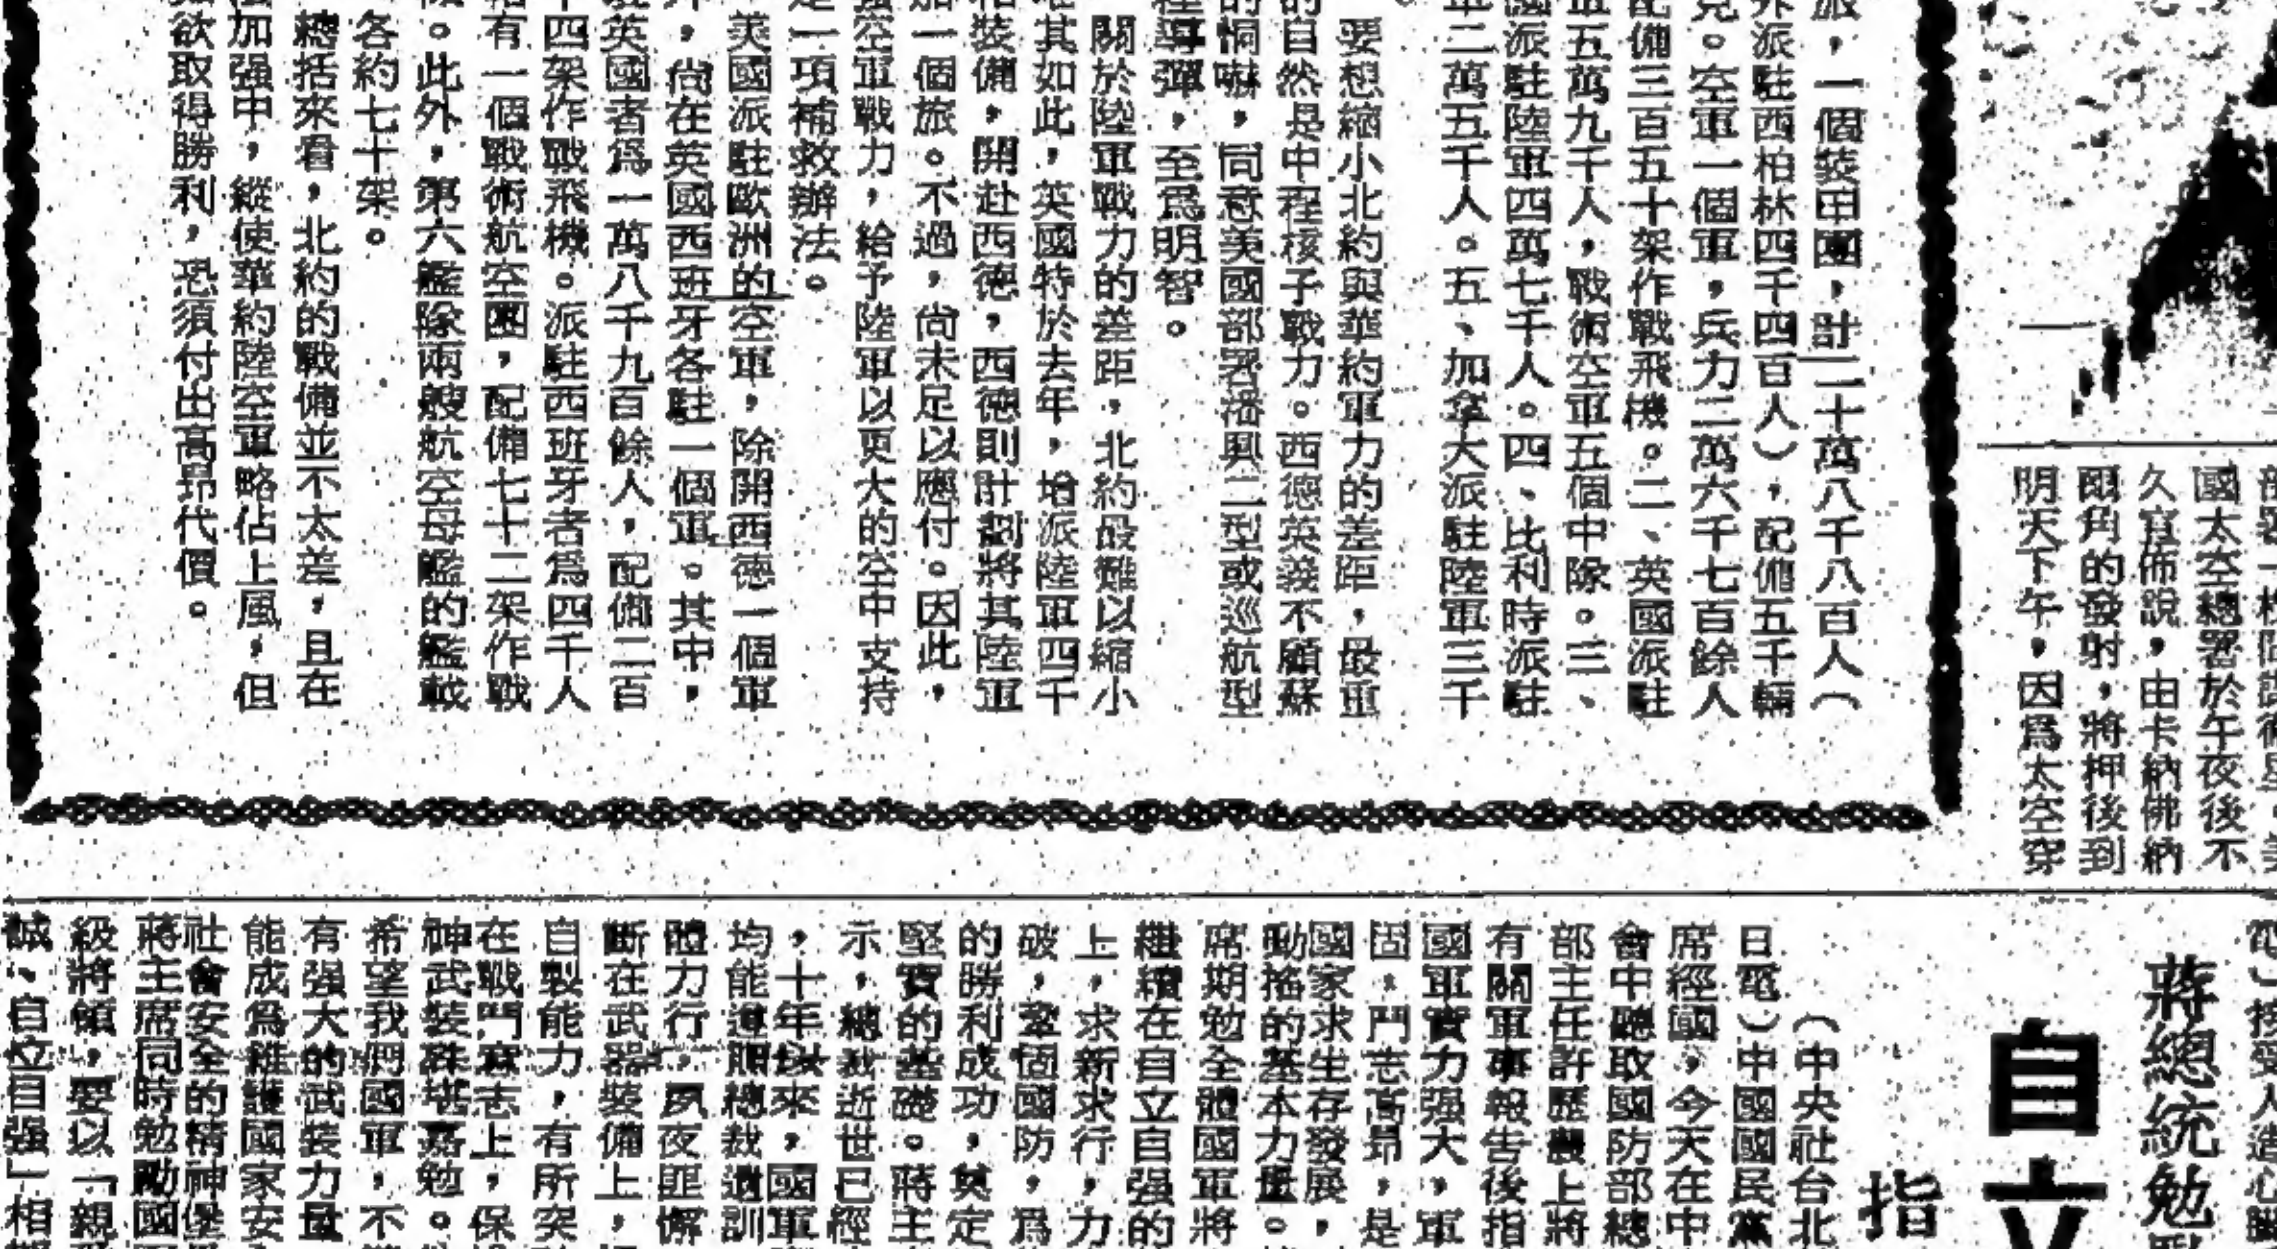 派，一個裝甲團，計二十萬八千八百人（
外派駐西柏林四千四百人），配備五千輛
克。空軍一個軍，兵力三萬六千七百餘人
配備三百五十架作戰飛機。二、英國派駐
軍五萬九千人，戰術空軍五個中隊。三、
國派駐陸軍四萬七千人。四、比利時派駐
軍二萬五千人。五、加拿大派駐陸軍三千
要想縮小北約與華約軍力的差距，最重
的自然是中程核子戰力。西德英義不顧蘇
的恫嚇，同意美國部署潘興二型或巡航型
程導彈，至爲明智。
關於陸軍戰力的差距，北約最難以縮小
惟其如此，英國特於去年，增派陸軍四千
裝備，開赴西德，西德則計劃將其陸軍
加一個旅。不過，尚未足以應付。因此，
強空軍戰力，給予陸軍以更大的空中支持
是一項補救辦法。
美國派駐歐洲的空軍，除開西德一個軍
外，尚在英國西班牙各駐一個軍。其中，
駐英國者爲一萬八千九百餘人，配備二百
十四架作戰飛機。派駐西班牙者爲四千人
有一個戰術航空團，配備七十二架作戰
。此外，第六艦隊兩艘航空母艦的艦載
各約七十架。
總括來看，北約的戰備並不太差，且在
加强中，縱使華約陸空軍略佔上風，但
欲取得勝利，恐須付出高昂代價。
國太空總署於午夜後不
久宣佈說，由卡納佛納
爾角的發射，將押後到
明天下午，因爲太空穿
蔣總統勉
自立
指
（中央社台北
日電）中國國民黨
席經國，今天在中
會中聽取國防部總
部主任許歷農上將
有關軍事報告後指
國軍實力强大，軍
固，鬥志高昂，是
國家求生存發展，
動搖的基本力量。
席期勉全體國軍將
繼續在自立自强的
上，求新求行，力
破，鞏固國防，爲
的勝利成功，奠定
堅實的基礎。蔣主
示，總裁逝世已經
，十年以來，國軍
均能遵照總裁遺訓
體力行，夙夜匪懈
斷在武器裝備上，
自製能力，有所突
在戰鬥意志上，保
神武裝殊堪嘉勉。
希望我們國軍，不
有强大的武裝力量
能成爲維護國家安
社會安全的精神堡
蔣主席同時勉勵國
級將領，要以「親
誠、自立自强」相